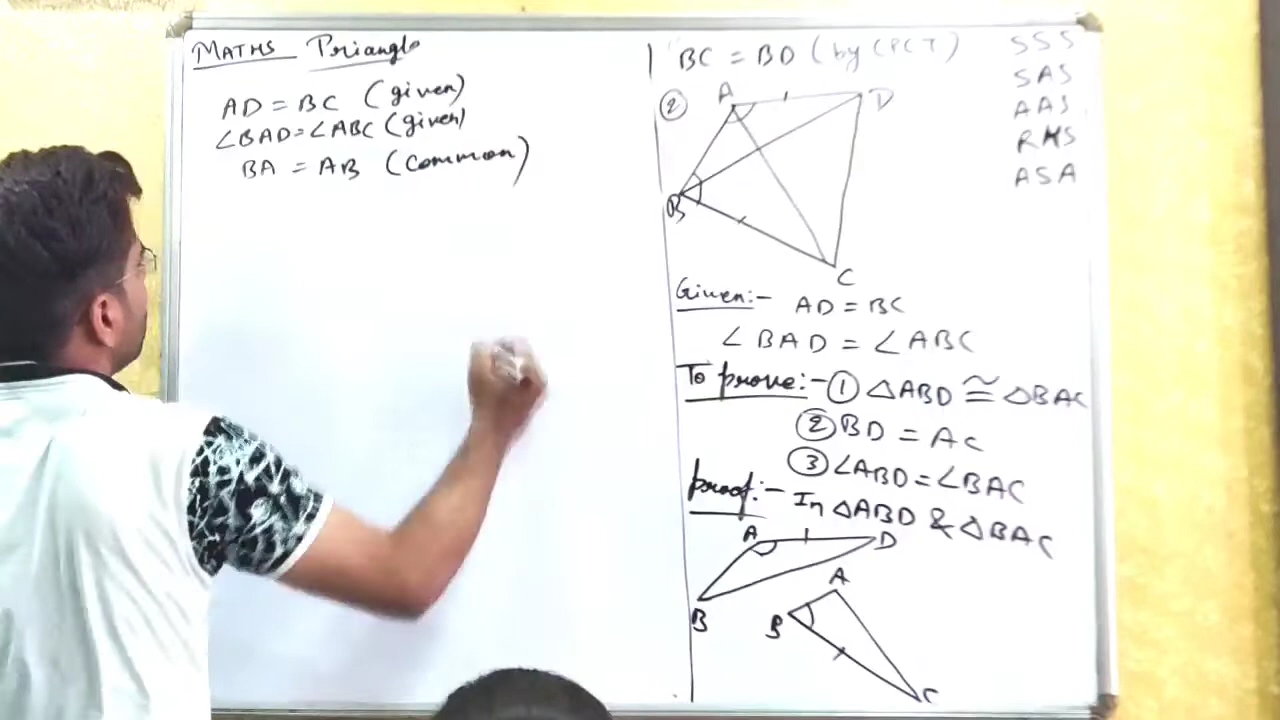 MATHS Triangle
AD = BC (given)
∠BAD = ∠ABC (given)
BA = AB (common)
BC = BD (by CPCT)
②
A
D
B
C
Given:-
AD = BC
∠BAD = ∠ABC
To prove:- ① △ABD ≅ △BAC
② BD = AC
③ ∠ABD = ∠BAC
proof:- In △ABD & △BAC
A
D
B
A
B
C
SSS
SAS
AAS
RHS
ASA